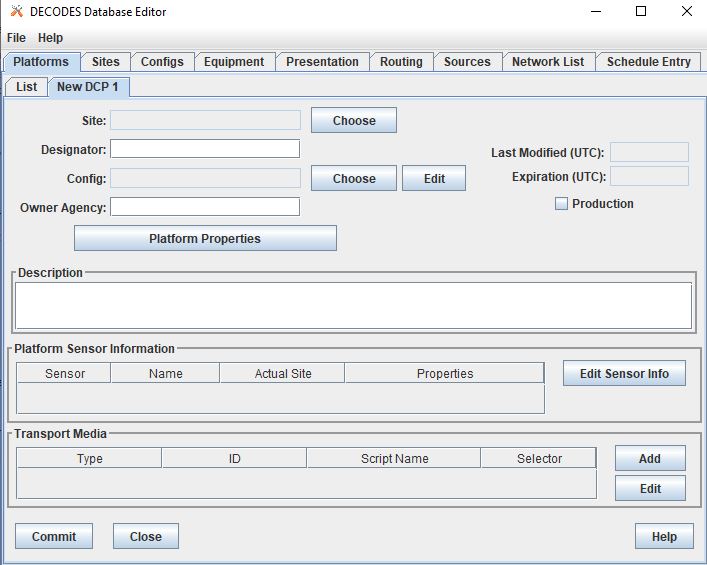 DECODES Database Editor
File Help
Platforms Sites Configs Equipment Presentation Routing Sources Network List Schedule Entry
List New DCP 1
Site: Choose
Designator: Last Modified (UTC):
Config: Choose Edit Expiration (UTC):
Owner Agency: Production
Platform Properties
Description
Platform Sensor Information
Sensor Name Actual Site Properties Edit Sensor Info
Transport Media
Type ID Script Name Selector Add
Edit
Commit Close Help